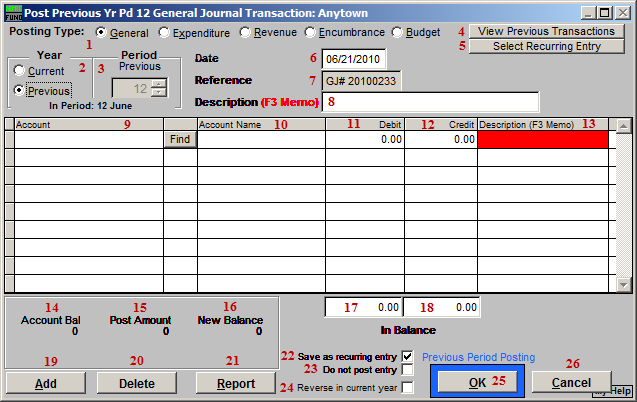 Post Previous Yr Pd 12 General Journal Transaction: Anytown
FUND
Posting Type: General Expenditure Revenue Encumbrance Budget
4 View Previous Transactions
5 Select Recurring Entry
1
Year Period
Current 2 3 Previous
Previous 12
In Period: 12 June
Date 6 06/21/2010
Reference 7 GJ# 20100233
Description (F3 Memo) 8
Account 9 Account Name 10 11 Debit 12 Credit Description (F3 Memo) 13
Find 0.00 0.00
14 15 16
Account Bal Post Amount New Balance
0 0 0
17 0.00 18 0.00
In Balance
22 Save as recurring entry Previous Period Posting
23 Do not post entry
24 Reverse in current year
19 20 21
Add Delete Report
OK 25
26
Cancel
My Help